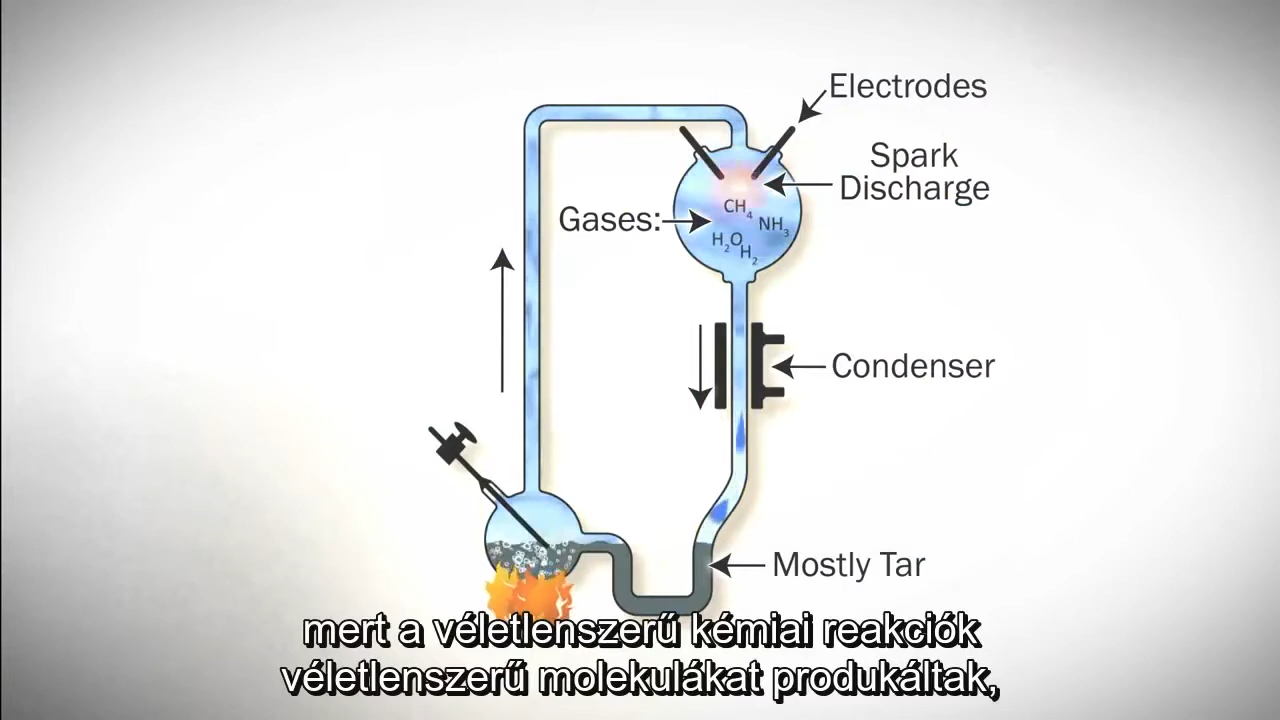 Electrodes
Spark
Discharge
Gases:
CH₄
NH₃
H₂O
H₂
Condenser
Mostly Tar
mert a véletlenszerű kémiai reakciók
véletlenszerű molekulákat produkáltak,